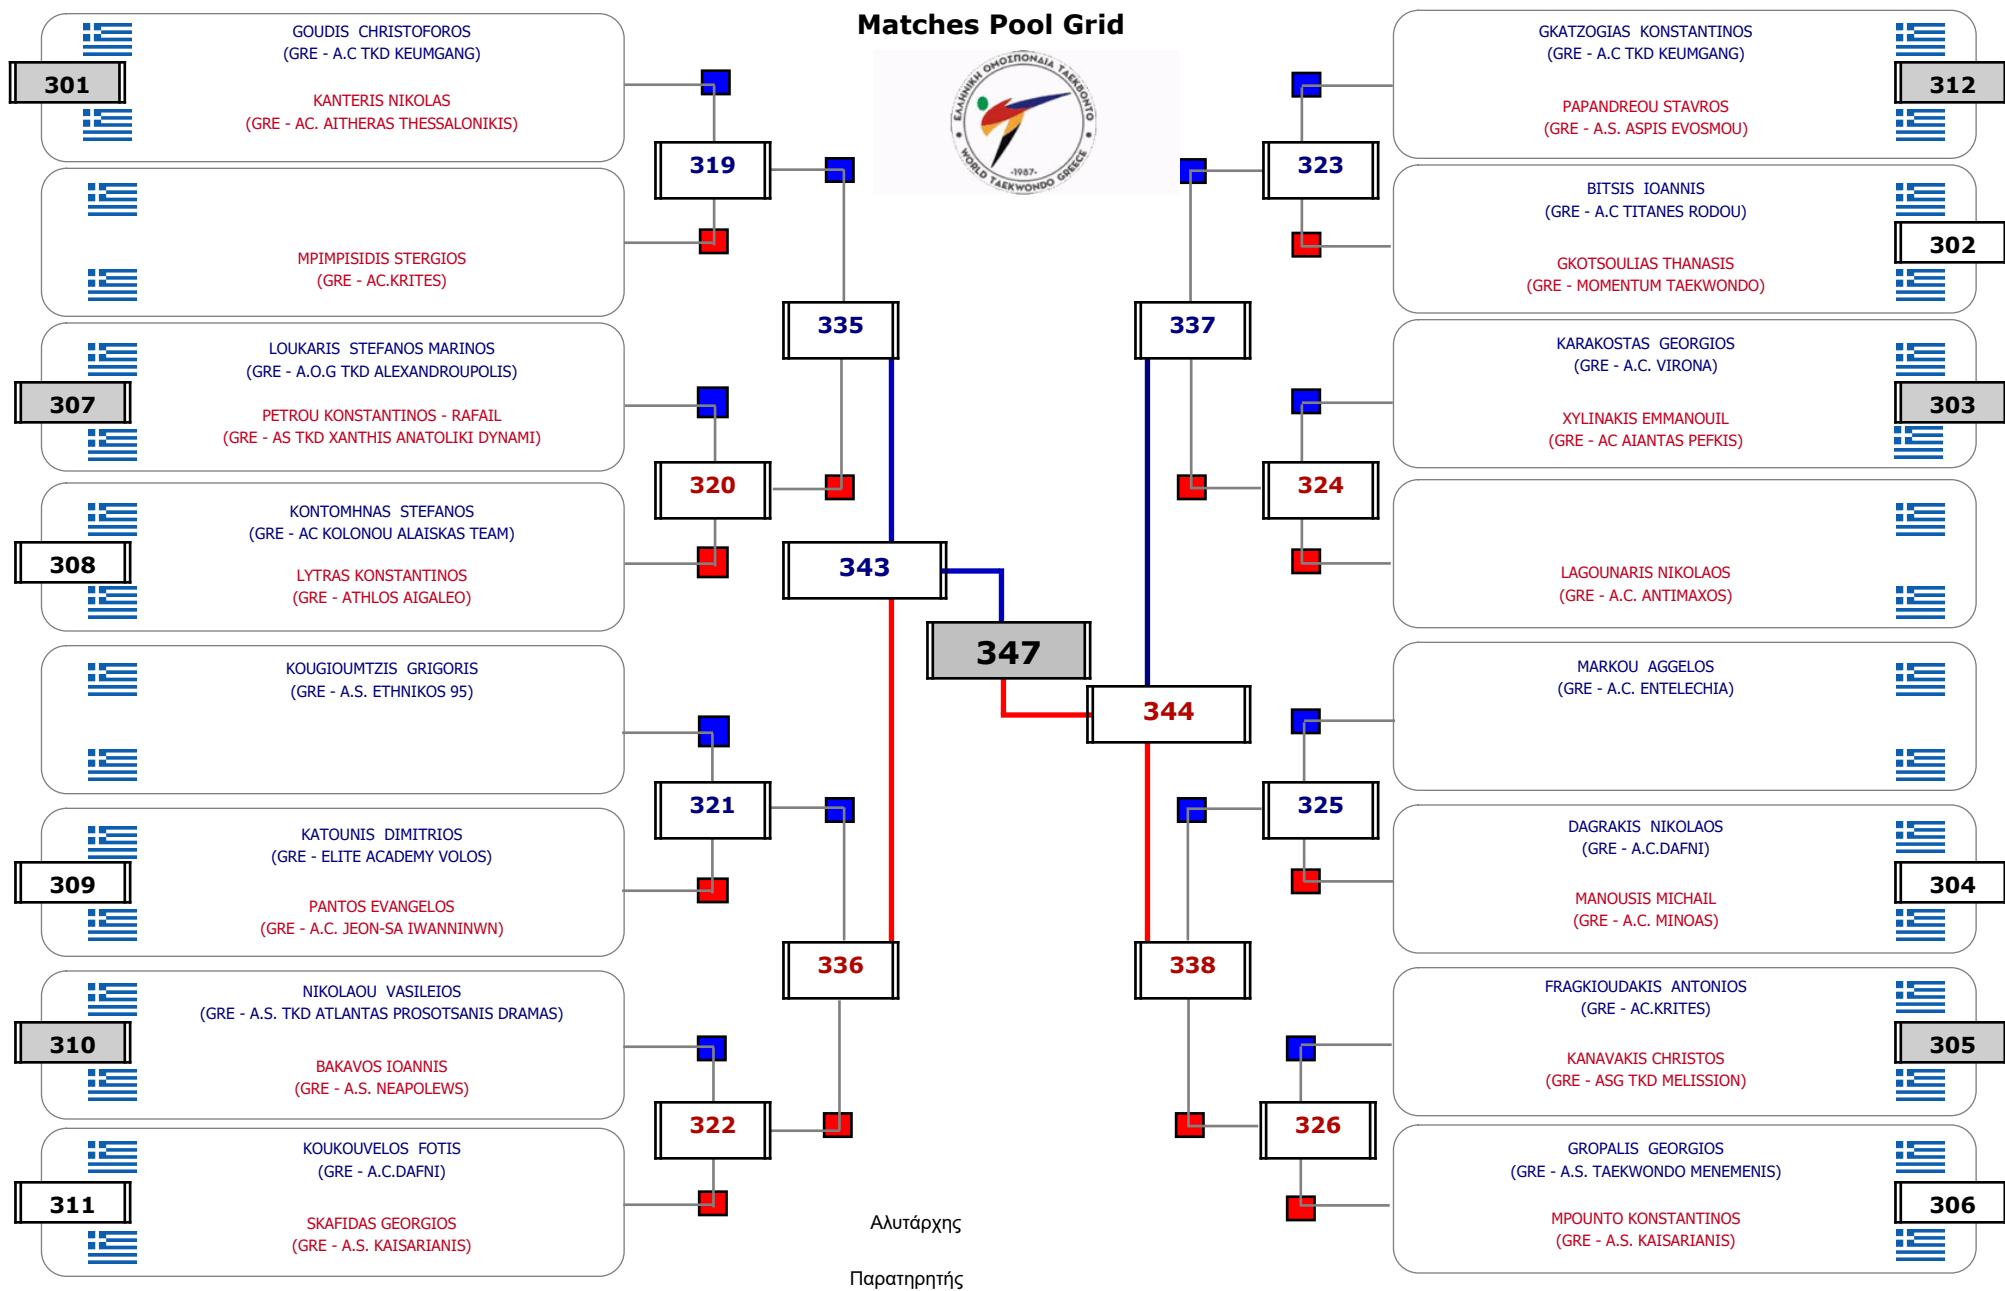 Matches Pool Grid
ΕΛΛΗΝΙΚΗ ΟΜΟΣΠΟΝΔΙΑ ΤΑΕΚΒΟΝΤΟ
WORLD TAEKWONDO GREECE
-1987-
GOUDIS CHRISTOFOROS
(GRE - A.C TKD KEUMGANG)
301
KANTERIS NIKOLAS
(GRE - AC. AITHERAS THESSALONIKIS)
MPIMPISIDIS STERGIOS
(GRE - AC.KRITES)
LOUKARIS STEFANOS MARINOS
(GRE - A.O.G TKD ALEXANDROUPOLIS)
307
PETROU KONSTANTINOS - RAFAIL
(GRE - AS TKD XANTHIS ANATOLIKI DYNAMI)
KONTOMHNAS STEFANOS
(GRE - AC KOLONOU ALAISKAS TEAM)
308
LYTRAS KONSTANTINOS
(GRE - ATHLOS AIGALEO)
KOUGIOUMTZIS GRIGORIS
(GRE - A.S. ETHNIKOS 95)
KATOUNIS DIMITRIOS
(GRE - ELITE ACADEMY VOLOS)
309
PANTOS EVANGELOS
(GRE - A.C. JEON-SA IWANNINWN)
NIKOLAOU VASILEIOS
(GRE - A.S. TKD ATLANTAS PROSOTSANIS DRAMAS)
310
BAKAVOS IOANNIS
(GRE - A.S. NEAPOLEWS)
KOUKOUVELOS FOTIS
(GRE - A.C.DAFNI)
311
SKAFIDAS GEORGIOS
(GRE - A.S. KAISARIANIS)
319
320
321
322
335
336
343
347
344
337
338
323
324
325
326
GKATZOGIAS KONSTANTINOS
(GRE - A.C TKD KEUMGANG)
312
PAPANDREOU STAVROS
(GRE - A.S. ASPIS EVOSMOU)
BITSIS IOANNIS
(GRE - A.C TITANES RODOU)
302
GKOTSOULIAS THANASIS
(GRE - MOMENTUM TAEKWONDO)
KARAKOSTAS GEORGIOS
(GRE - A.C. VIRONA)
303
XYLINAKIS EMMANOUIL
(GRE - AC AIANTAS PEFKIS)
LAGOUNARIS NIKOLAOS
(GRE - A.C. ANTIMAXOS)
MARKOU AGGELOS
(GRE - A.C. ENTELECHIA)
DAGRAKIS NIKOLAOS
(GRE - A.C.DAFNI)
304
MANOUSIS MICHAIL
(GRE - A.C. MINOAS)
FRAGKIOUDAKIS ANTONIOS
(GRE - AC.KRITES)
305
KANAVAKIS CHRISTOS
(GRE - ASG TKD MELISSION)
GROPALIS GEORGIOS
(GRE - A.S. TAEKWONDO MENEMENIS)
306
MPOUNTO KONSTANTINOS
(GRE - A.S. KAISARIANIS)
Αλυτάρχης
Παρατηρητής